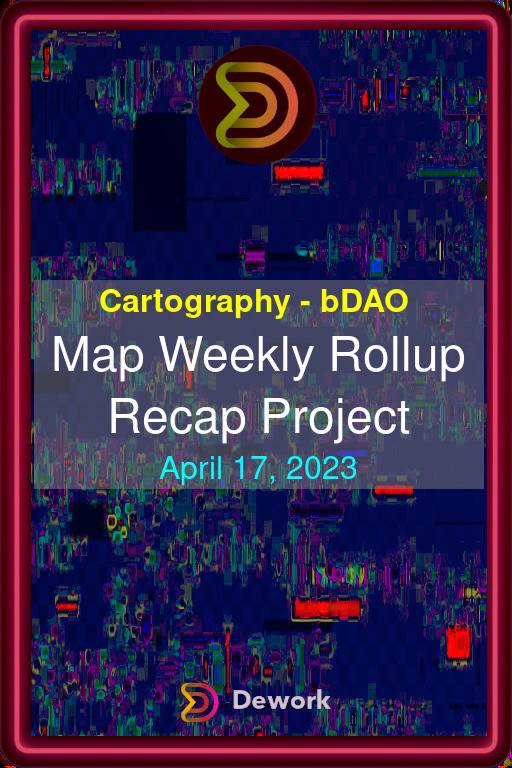 Cartography - bDAO
Map Weekly Rollup
Recap Project
April 17, 2023
Dework